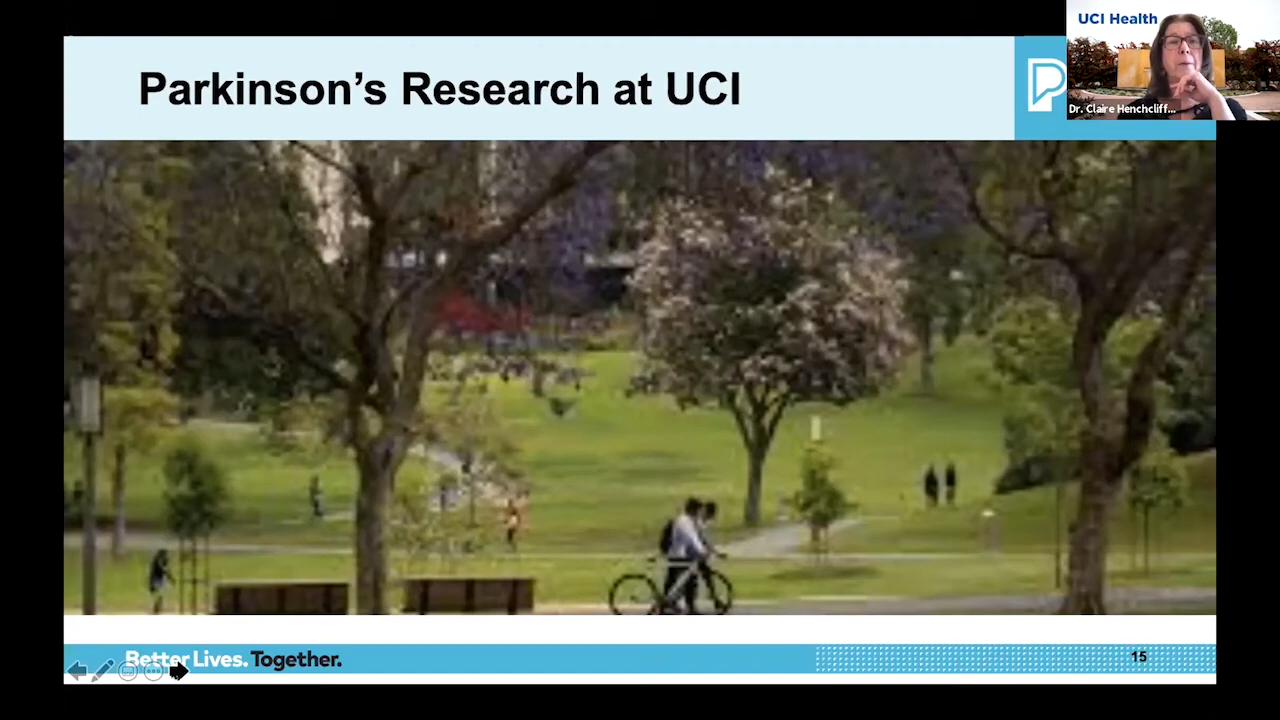 UCI Health
Parkinson's Research at UCI
P
Dr. Claire Henchcliff...
Better Lives. Together.
15